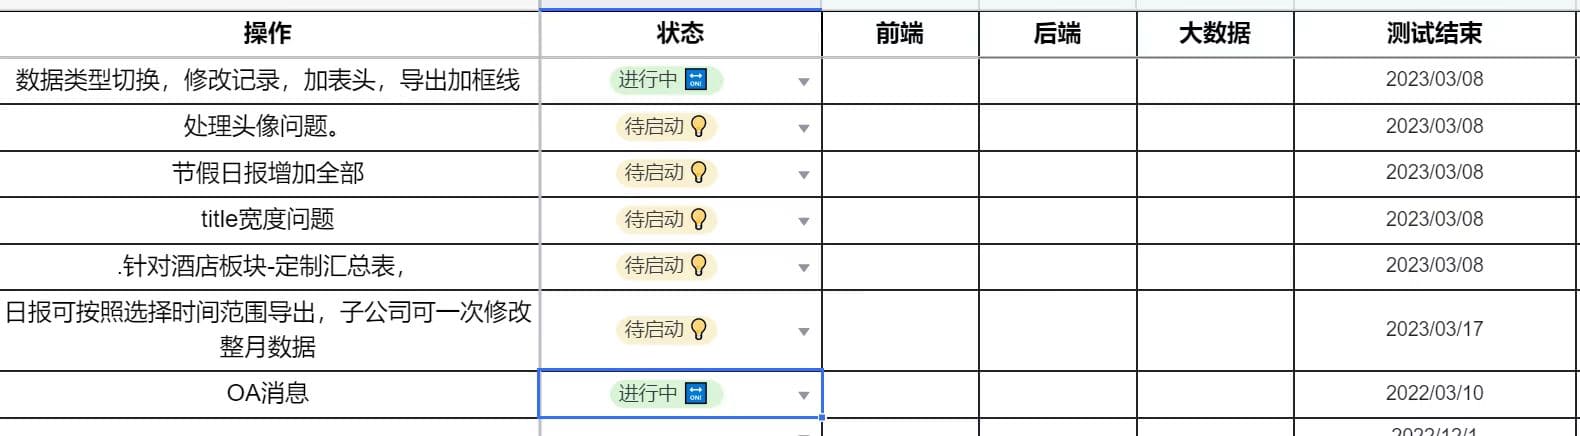 操作 状态 前端 后端 大数据 测试结束
数据类型切换，修改记录，加表头，导出加框线 进行中 ON! 2023/03/08
处理头像问题。 待启动 2023/03/08
节假日报增加全部 待启动 2023/03/08
title宽度问题 待启动 2023/03/08
.针对酒店板块-定制汇总表， 待启动 2023/03/08
日报可按照选择时间范围导出，子公司可一次修改
整月数据 待启动 2023/03/17
OA消息 进行中 ON! 2022/03/10
2022/12/1